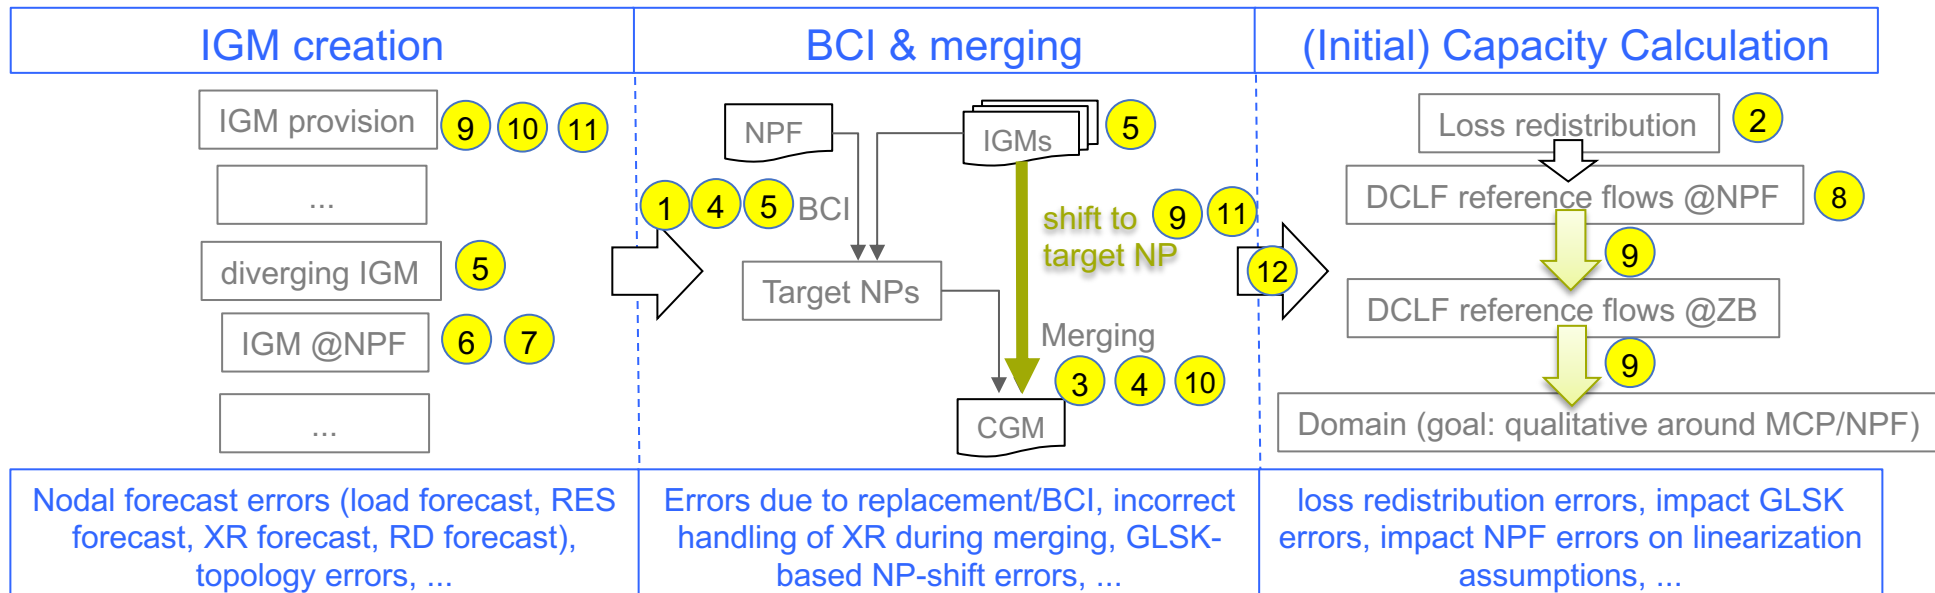 IGM creation
BCI & merging
(Initial) Capacity Calculation
IGM provision
9 10 11
...
diverging IGM
5
IGM @NPF
6 7
...
NPF
IGMs
5
1 4 5 BCI
shift to
target NP
9 11
Target NPs
Merging
3 4 10
CGM
12
Loss redistribution
2
DCLF reference flows @NPF
8
9
DCLF reference flows @ZB
9
Domain (goal: qualitative around MCP/NPF)
Nodal forecast errors (load forecast, RES
forecast, XR forecast, RD forecast),
topology errors, ...
Errors due to replacement/BCI, incorrect
handling of XR during merging, GLSK-
based NP-shift errors, ...
loss redistribution errors, impact GLSK
errors, impact NPF errors on linearization
assumptions, ...